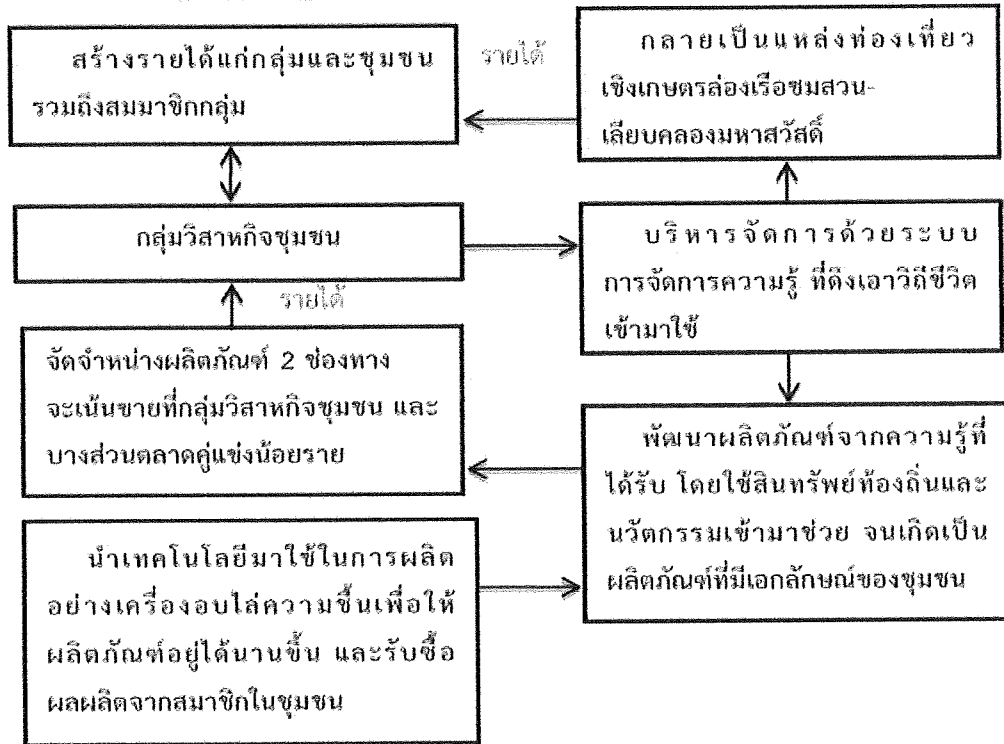 สร้างรายได้แก่กลุ่มและชุมชน
รวมถึงสมมาชิกกลุ่ม
รายได้
กลายเป็นแหล่งท่องเที่ยว
เชิงเกษตรล่องเรือชมสวน-
เลียบคลองมหาสวัสดิ์
กลุ่มวิสาหกิจชุมชน
บริหารจัดการด้วยระบบ
การจัดการความรู้ ที่ดึงเอาวิถีชีวิต
เข้ามาใช้
รายได้
จัดจำหน่างผลิตภัณฑ์ 2 ช่องทาง
จะเน้นขายที่กลุ่มวิสาหกิจชุมชน และ
บางส่วนตลาดคู่แข่งน้อยราย
พัฒนาผลิตภัณฑ์จากความรู้ที่
ได้รับ โดยใช้สินทรัพย์ท้องถิ่นและ
นวัตกรรมเข้ามาช่วย จนเกิดเป็น
ผลิตภัณฑ์ที่มีเอกลักษณ์ของชุมชน
นำเทคโนโลยีมาใช้ในการผลิต
อย่างเครื่องอบไล่ความชื้นเพื่อให้
ผลิตภัณฑ์อยู่ได้นานขึ้น และรับซื้อ
ผลผลิตจากสมาชิกในชุมชน